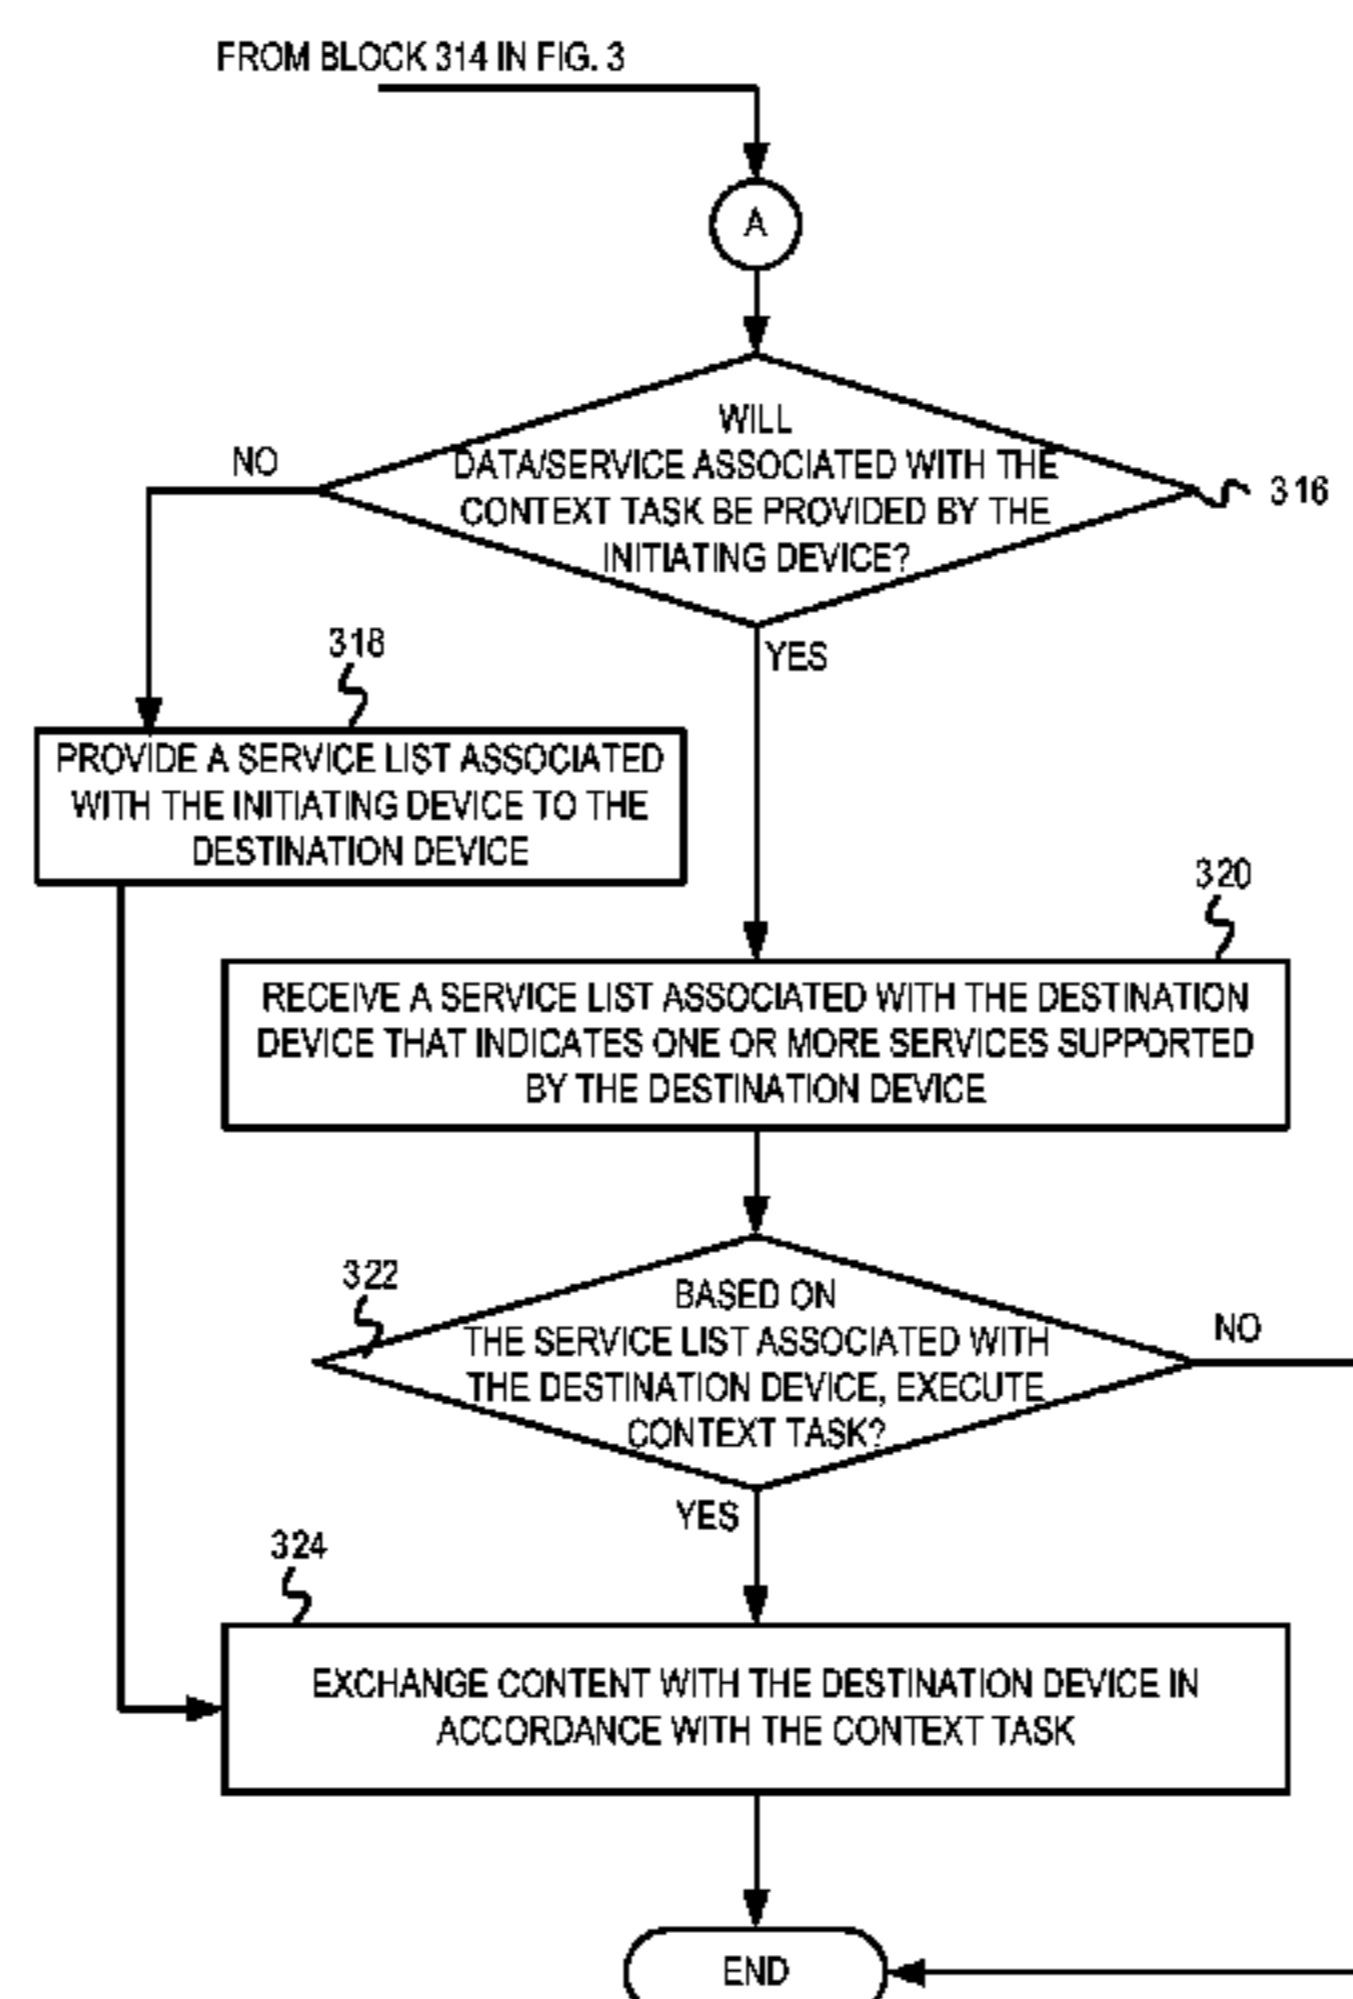 FROM BLOCK 314 IN FIG. 3
A
WILL
DATA/SERVICE ASSOCIATED WITH THE
CONTEXT TASK BE PROVIDED BY THE
INITIATING DEVICE?
316
NO
YES
318
PROVIDE A SERVICE LIST ASSOCIATED
WITH THE INITIATING DEVICE TO THE
DESTINATION DEVICE
320
RECEIVE A SERVICE LIST ASSOCIATED WITH THE DESTINATION
DEVICE THAT INDICATES ONE OR MORE SERVICES SUPPORTED
BY THE DESTINATION DEVICE
322
BASED ON
THE SERVICE LIST ASSOCIATED WITH
THE DESTINATION DEVICE, EXECUTE
CONTEXT TASK?
NO
YES
324
EXCHANGE CONTENT WITH THE DESTINATION DEVICE IN
ACCORDANCE WITH THE CONTEXT TASK
END